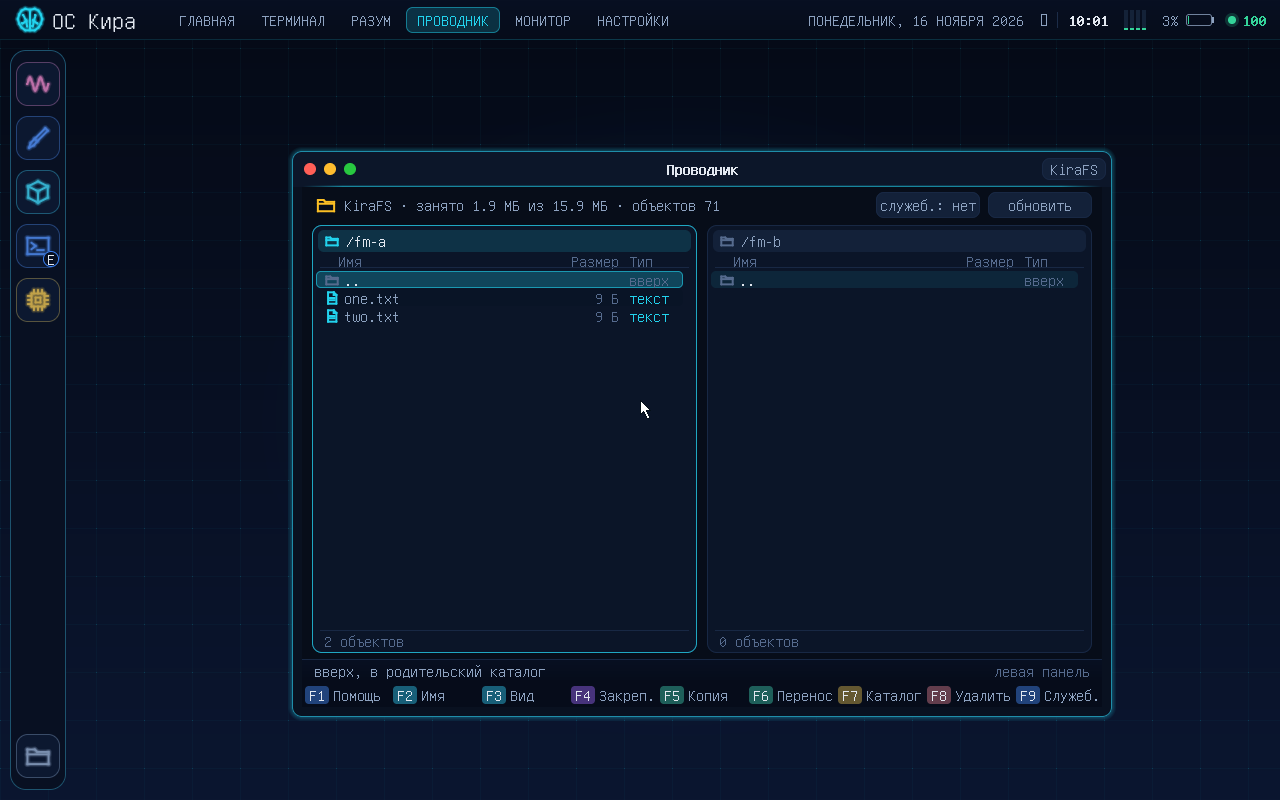 ОС Кира ГЛАВНАЯ ТЕРМИНАЛ РАЗУМ ПРОВОДНИК МОНИТОР НАСТРОЙКИ ПОНЕДЕЛЬНИК, 16 НОЯБРЯ 2026 10:01 3% 100
E
Проводник KiraFS
KiraFS · занято 1.9 МБ из 15.9 МБ · объектов 71 служеб.: нет обновить
/fm-a
Имя Размер Тип
.. вверх
one.txt 9 Б текст
two.txt 9 Б текст
2 объектов
/fm-b
Имя Размер Тип
.. вверх
0 объектов
вверх, в родительский каталог левая панель
F1 Помощь F2 Имя F3 Вид F4 Закреп. F5 Копия F6 Перенос F7 Каталог F8 Удалить F9 Служеб.